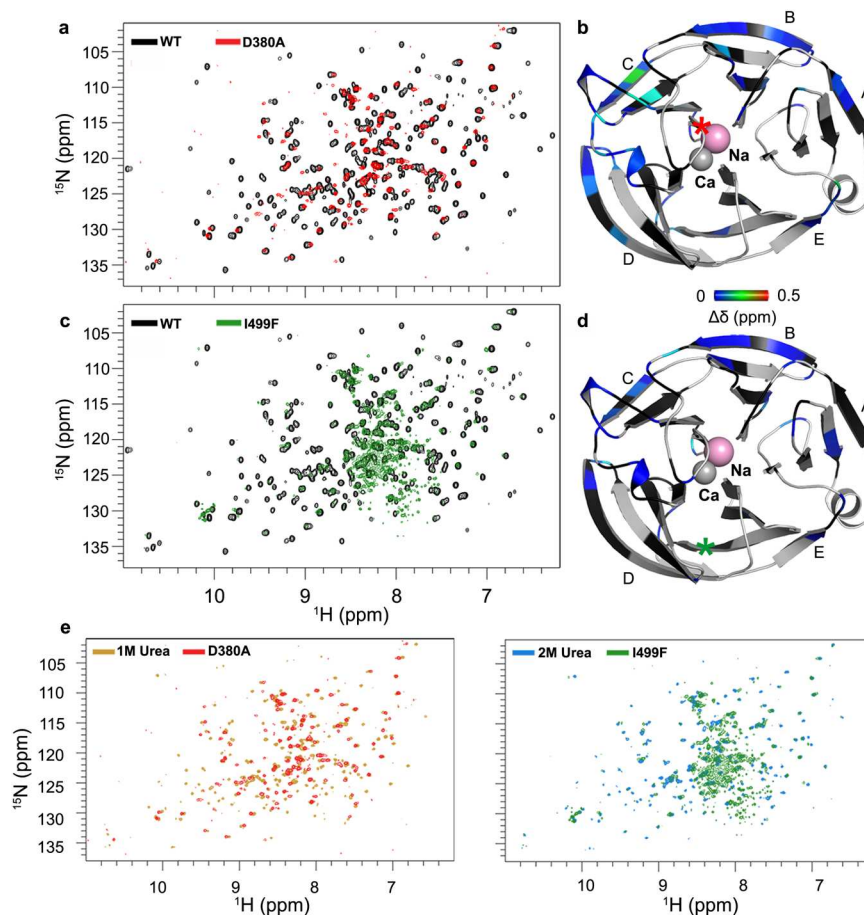 a
WT D380A
105
110
115
120
125
130
135
¹⁵N (ppm)
b
B
C
A
Na
Ca
D
E
0 0.5
Δδ (ppm)
c
WT I499F
105
110
115
120
125
130
135
¹⁵N (ppm)
10 9 8 7
¹H (ppm)
d
B
C
A
Na
Ca
D
E
e
1M Urea D380A
105
110
115
120
125
130
135
¹⁵N (ppm)
10 9 8 7
¹H (ppm)
2M Urea I499F
10 9 8 7
¹H (ppm)